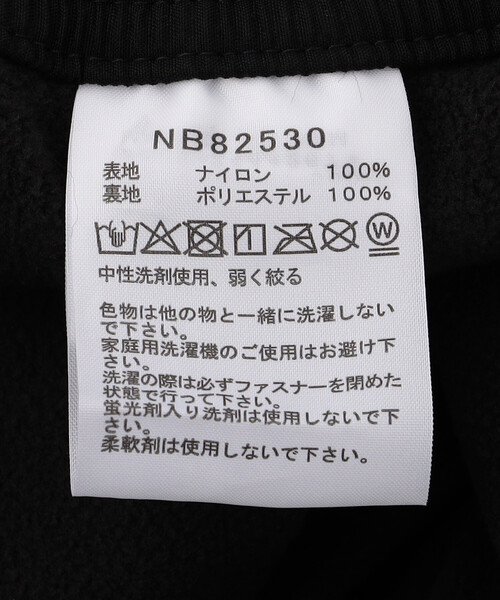 NB82530
表地 ナイロン 100%
裏地 ポリエステル 100%
W
中性洗剤使用、弱く絞る
色物は他の物と一緒に洗濯しない
で下さい。
家庭用洗濯機のご使用はお避け下
さい。
洗濯の際は必ずファスナーを閉めた
状態で行って下さい。
蛍光剤入り洗剤は使用しないで下
さい。
柔軟剤は使用しないで下さい。